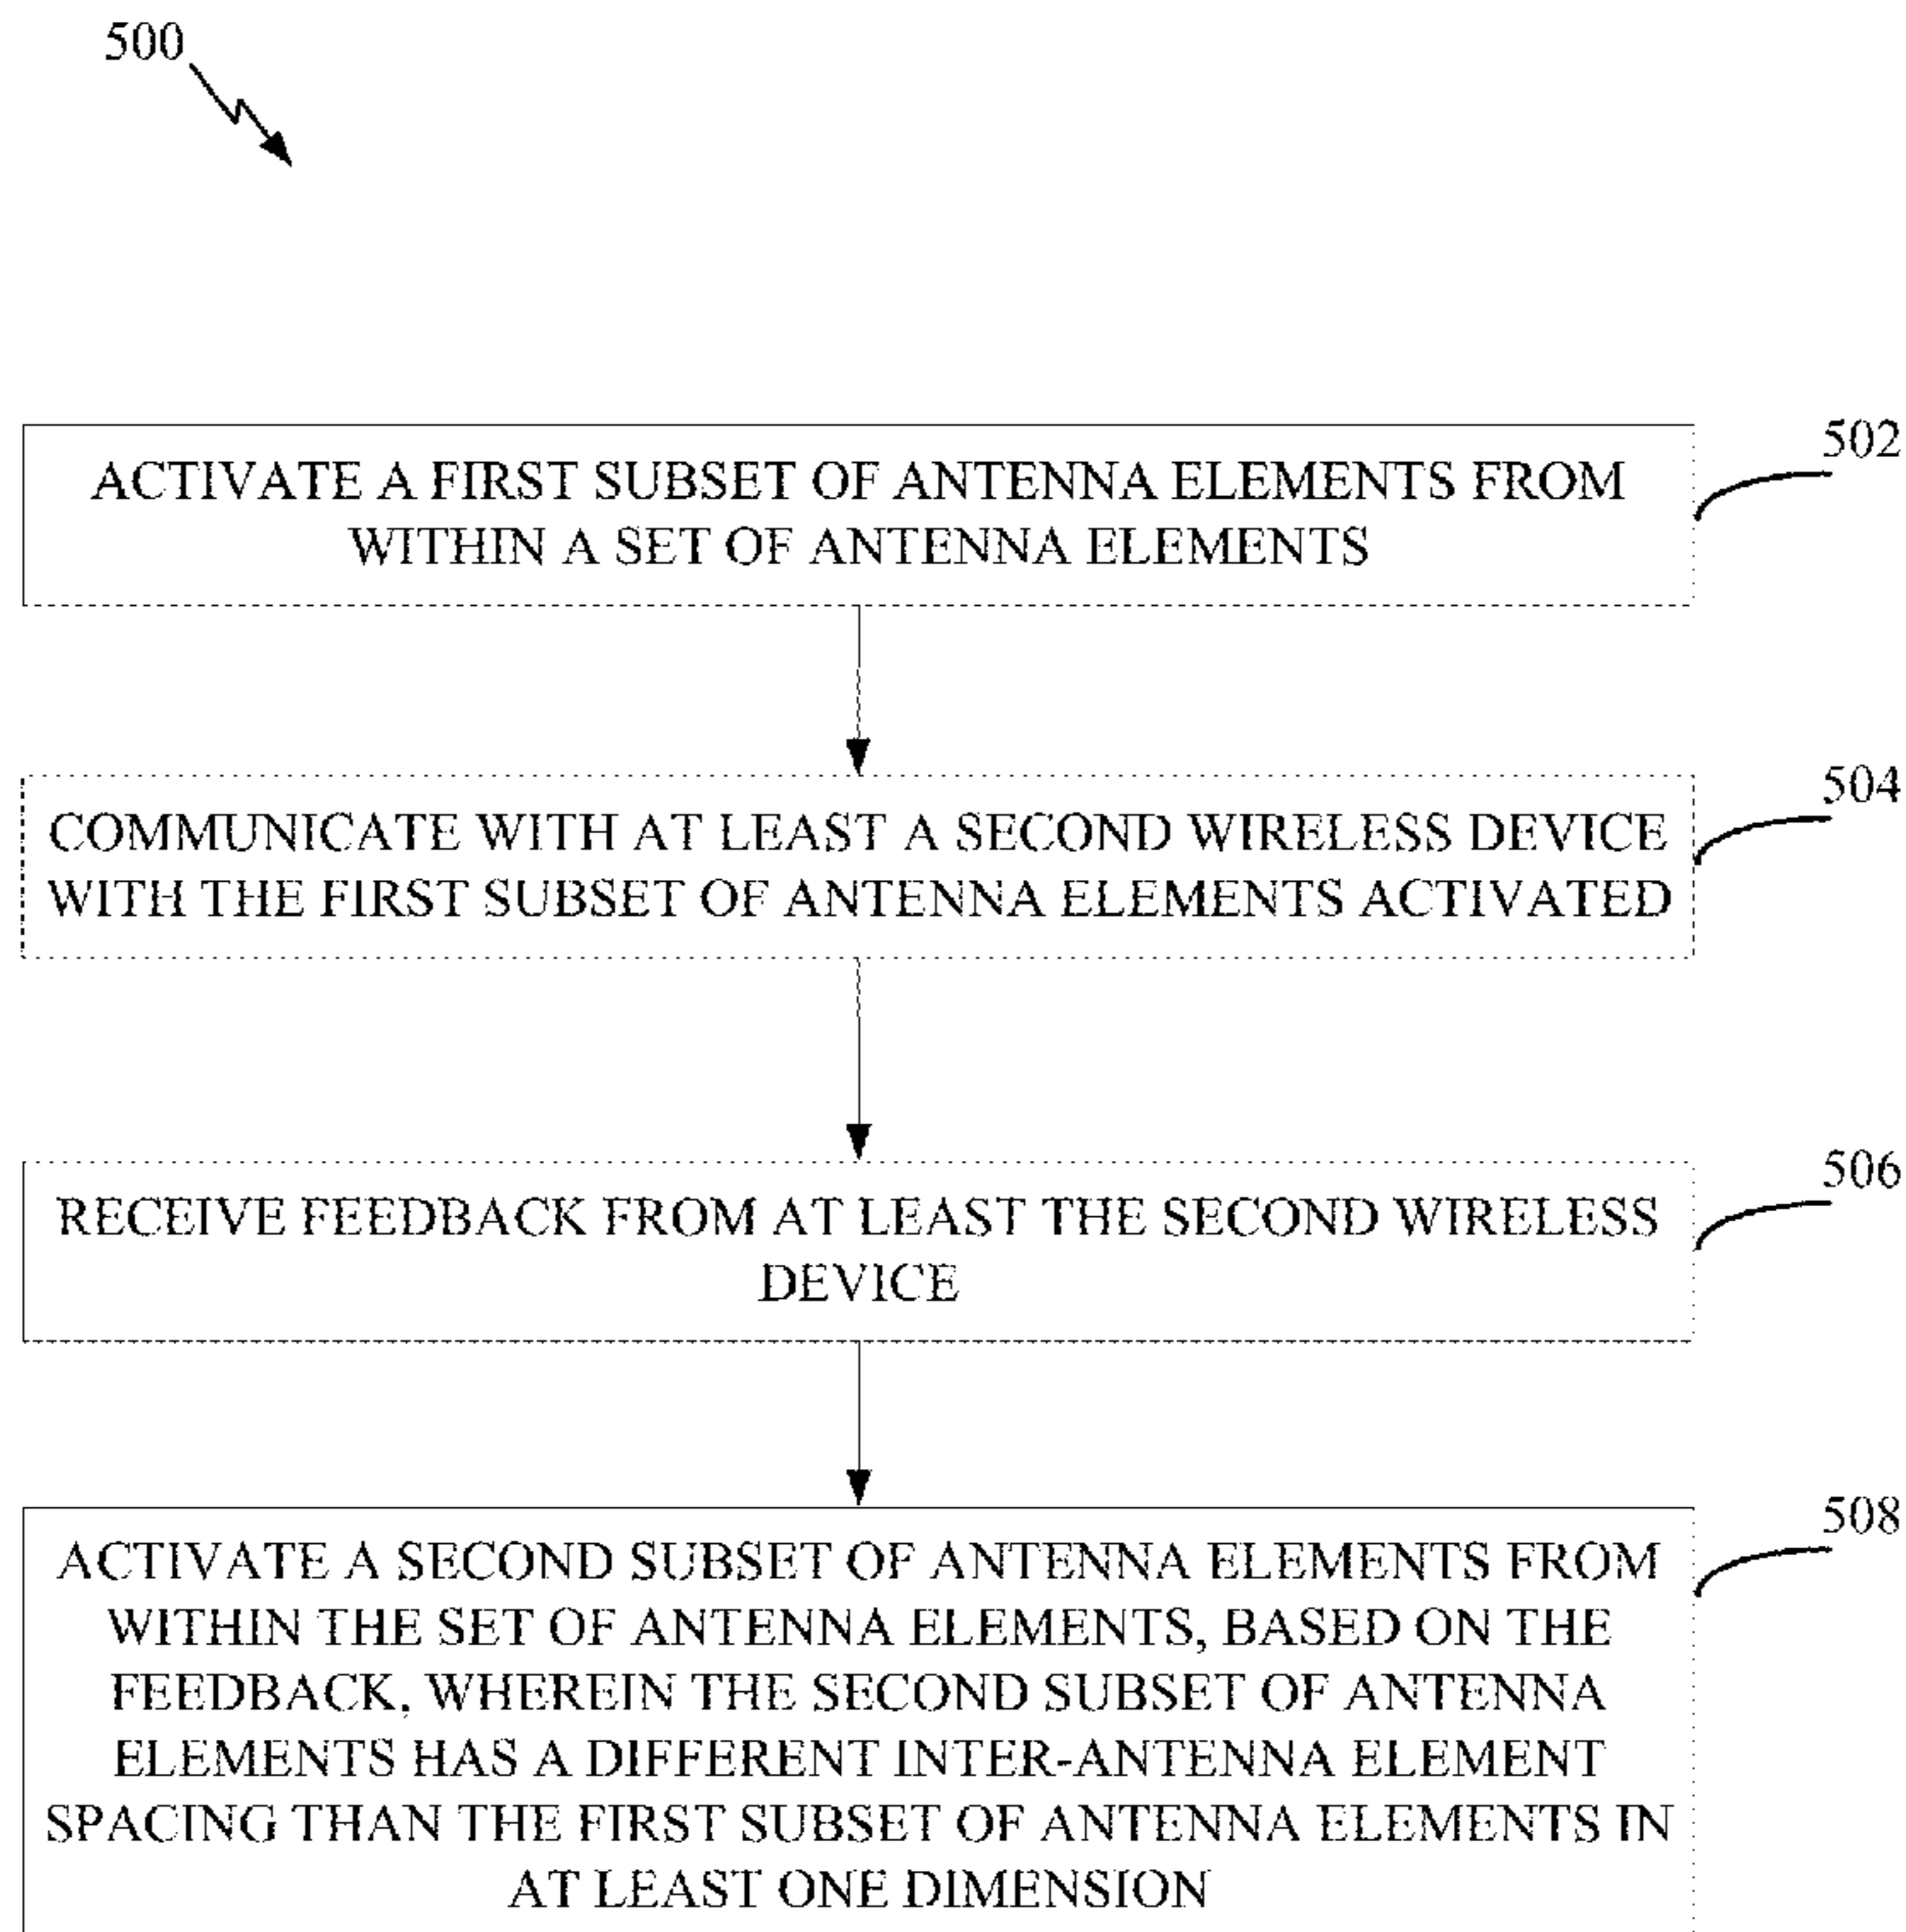 500
502
ACTIVATE A FIRST SUBSET OF ANTENNA ELEMENTS FROM
WITHIN A SET OF ANTENNA ELEMENTS
504
COMMUNICATE WITH AT LEAST A SECOND WIRELESS DEVICE
WITH THE FIRST SUBSET OF ANTENNA ELEMENTS ACTIVATED
506
RECEIVE FEEDBACK FROM AT LEAST THE SECOND WIRELESS
DEVICE
508
ACTIVATE A SECOND SUBSET OF ANTENNA ELEMENTS FROM
WITHIN THE SET OF ANTENNA ELEMENTS, BASED ON THE
FEEDBACK, WHEREIN THE SECOND SUBSET OF ANTENNA
ELEMENTS HAS A DIFFERENT INTER-ANTENNA ELEMENT
SPACING THAN THE FIRST SUBSET OF ANTENNA ELEMENTS IN
AT LEAST ONE DIMENSION